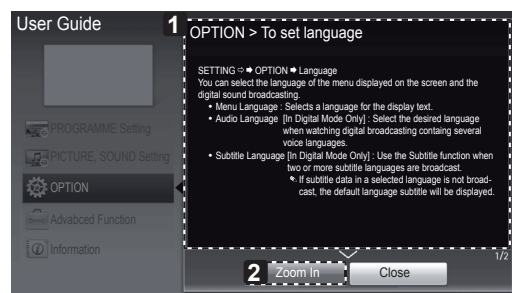 User Guide
1
OPTION > To set language
SETTING ⇨ ➡ OPTION ➡ Language
You can select the language of the menu displayed on the screen and the
digital sound broadcasting.
• Menu Language : Selects a language for the display text.
• Audio Language [In Digital Mode Only] : Select the desired language
when watching digital broadcasting containg several
voice languages.
• Subtitle Language [In Digital Mode Only] : Use the Subtitle function when
two or more subtitle languages are broadcast.
If subtitle data in a selected language is not broad-
cast, the default language subtitle will be displayed.
PROGRAMME Setting
PICTURE, SOUND Setting
OPTION
Advabced Function
Information
1/2
2
Zoom In
Close